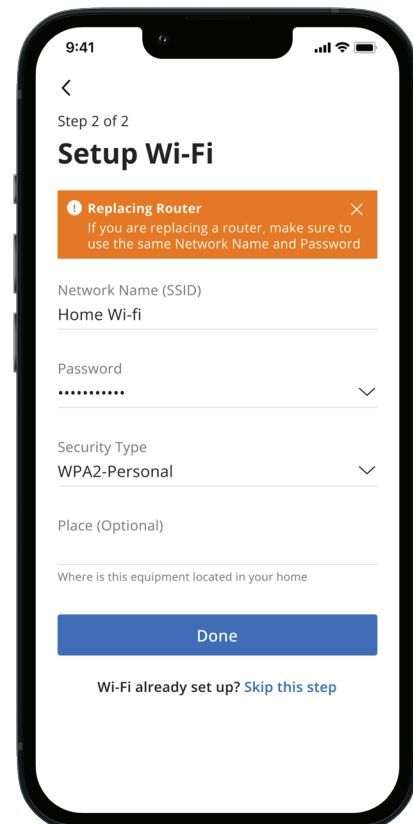 9:41
Step 2 of 2
Setup Wi-Fi
Replacing Router
If you are replacing a router, make sure to
use the same Network Name and Password
Network Name (SSID)
Home Wi-fi
Password
•••••••••••
Security Type
WPA2-Personal
Place (Optional)
Where is this equipment located in your home
Done
Wi-Fi already set up? Skip this step